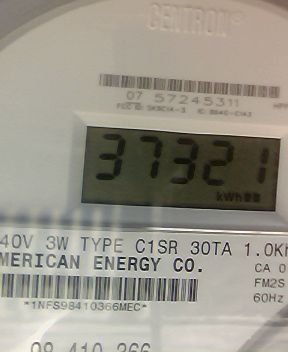 CENTRON®
07 57245311
37321
kWh
40V 3W TYPE C1SR 30TA 1.0K
MERICAN ENERGY CO.
CA 0
FM2S
*1NFS98410366MEC*
60Hz
98 410 366